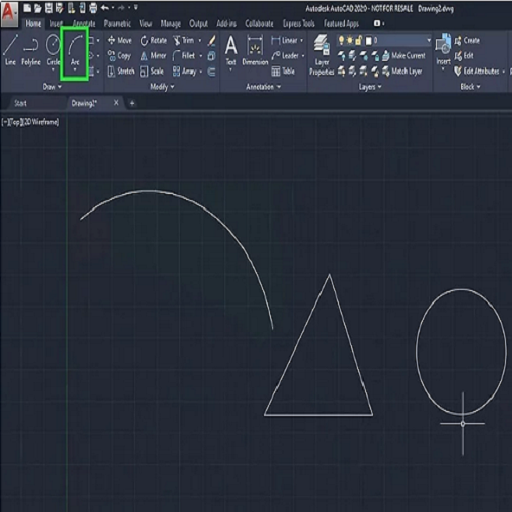 Autodesk AutoCAD 2020 - NOT FOR RESALE Drawing2.dwg
Home Insert Annotate Parametric View Manage Output Add-ins Collaborate Express Tools Featured Apps
Line Polyline Circle Arc
Move Rotate Trim
Copy Mirror Fillet
Stretch Scale Array
Text Dimension
Linear
Leader
Table
Layer Properties
0
Make Current
Match Layer
Insert
Create
Edit
Edit Attributes
Draw Modify Annotation Layers Block
Start Drawing2* +
[-][Top][2D Wireframe]